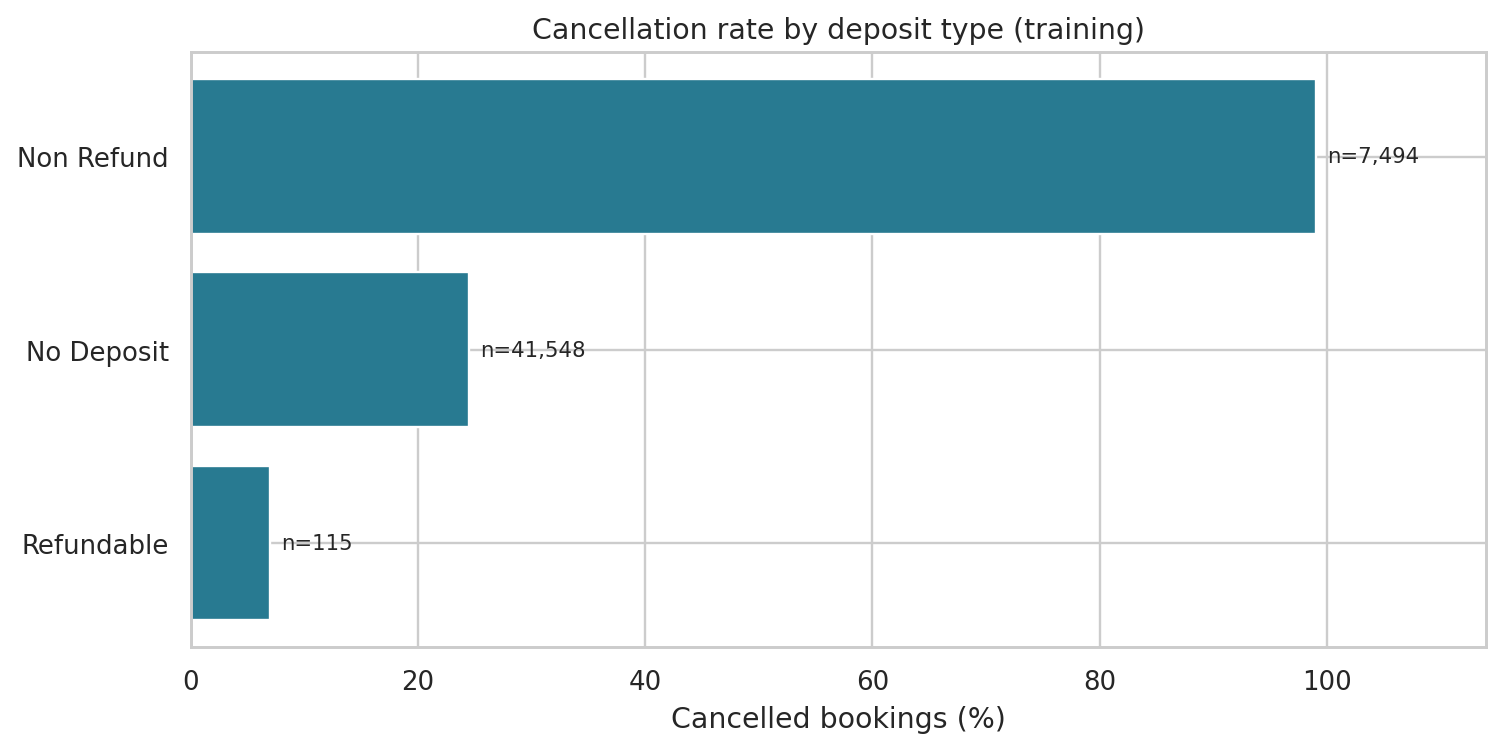 Cancellation rate by deposit type (training)
Non Refund
n=7,494
No Deposit
n=41,548
Refundable
n=115
0 20 40 60 80 100
Cancelled bookings (%)